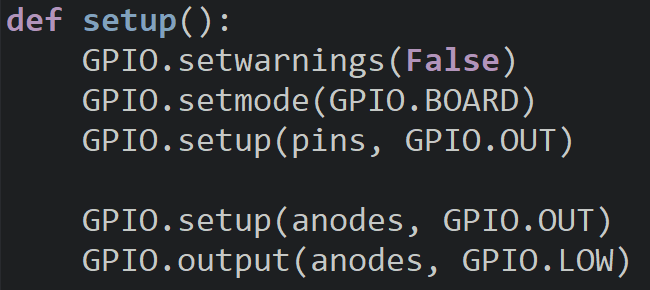 def setup():
    GPIO.setwarnings(False)
    GPIO.setmode(GPIO.BOARD)
    GPIO.setup(pins, GPIO.OUT)
    GPIO.setup(anodes, GPIO.OUT)
    GPIO.output(anodes, GPIO.LOW)